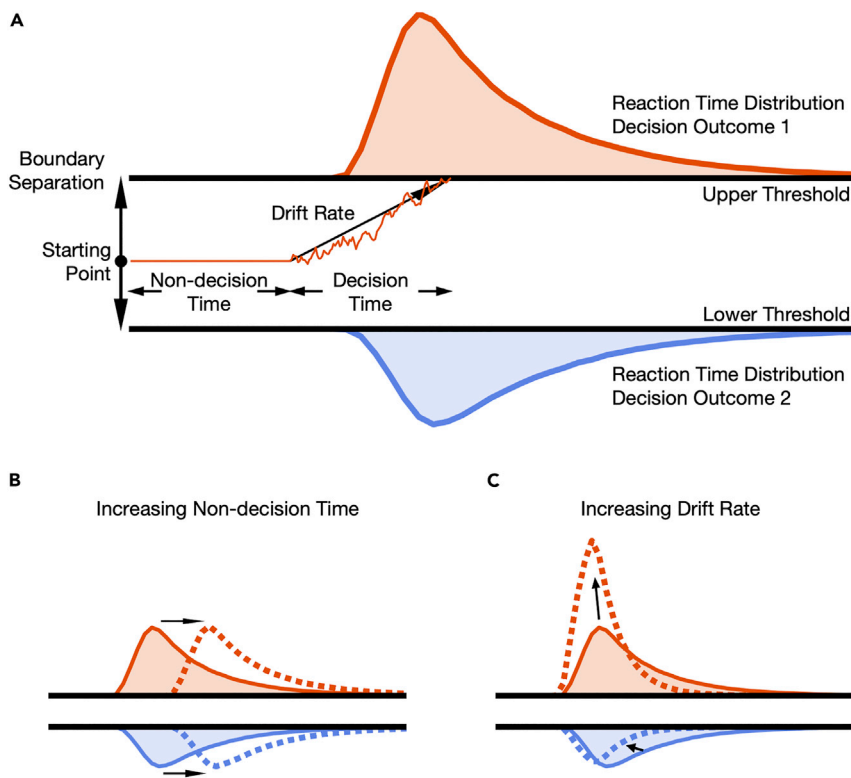 A
Reaction Time Distribution
Decision Outcome 1
Boundary
Separation
Upper Threshold
Drift Rate
Starting
Point
Non-decision
Time
Decision
Time
Lower Threshold
Reaction Time Distribution
Decision Outcome 2
B
Increasing Non-decision Time
C
Increasing Drift Rate